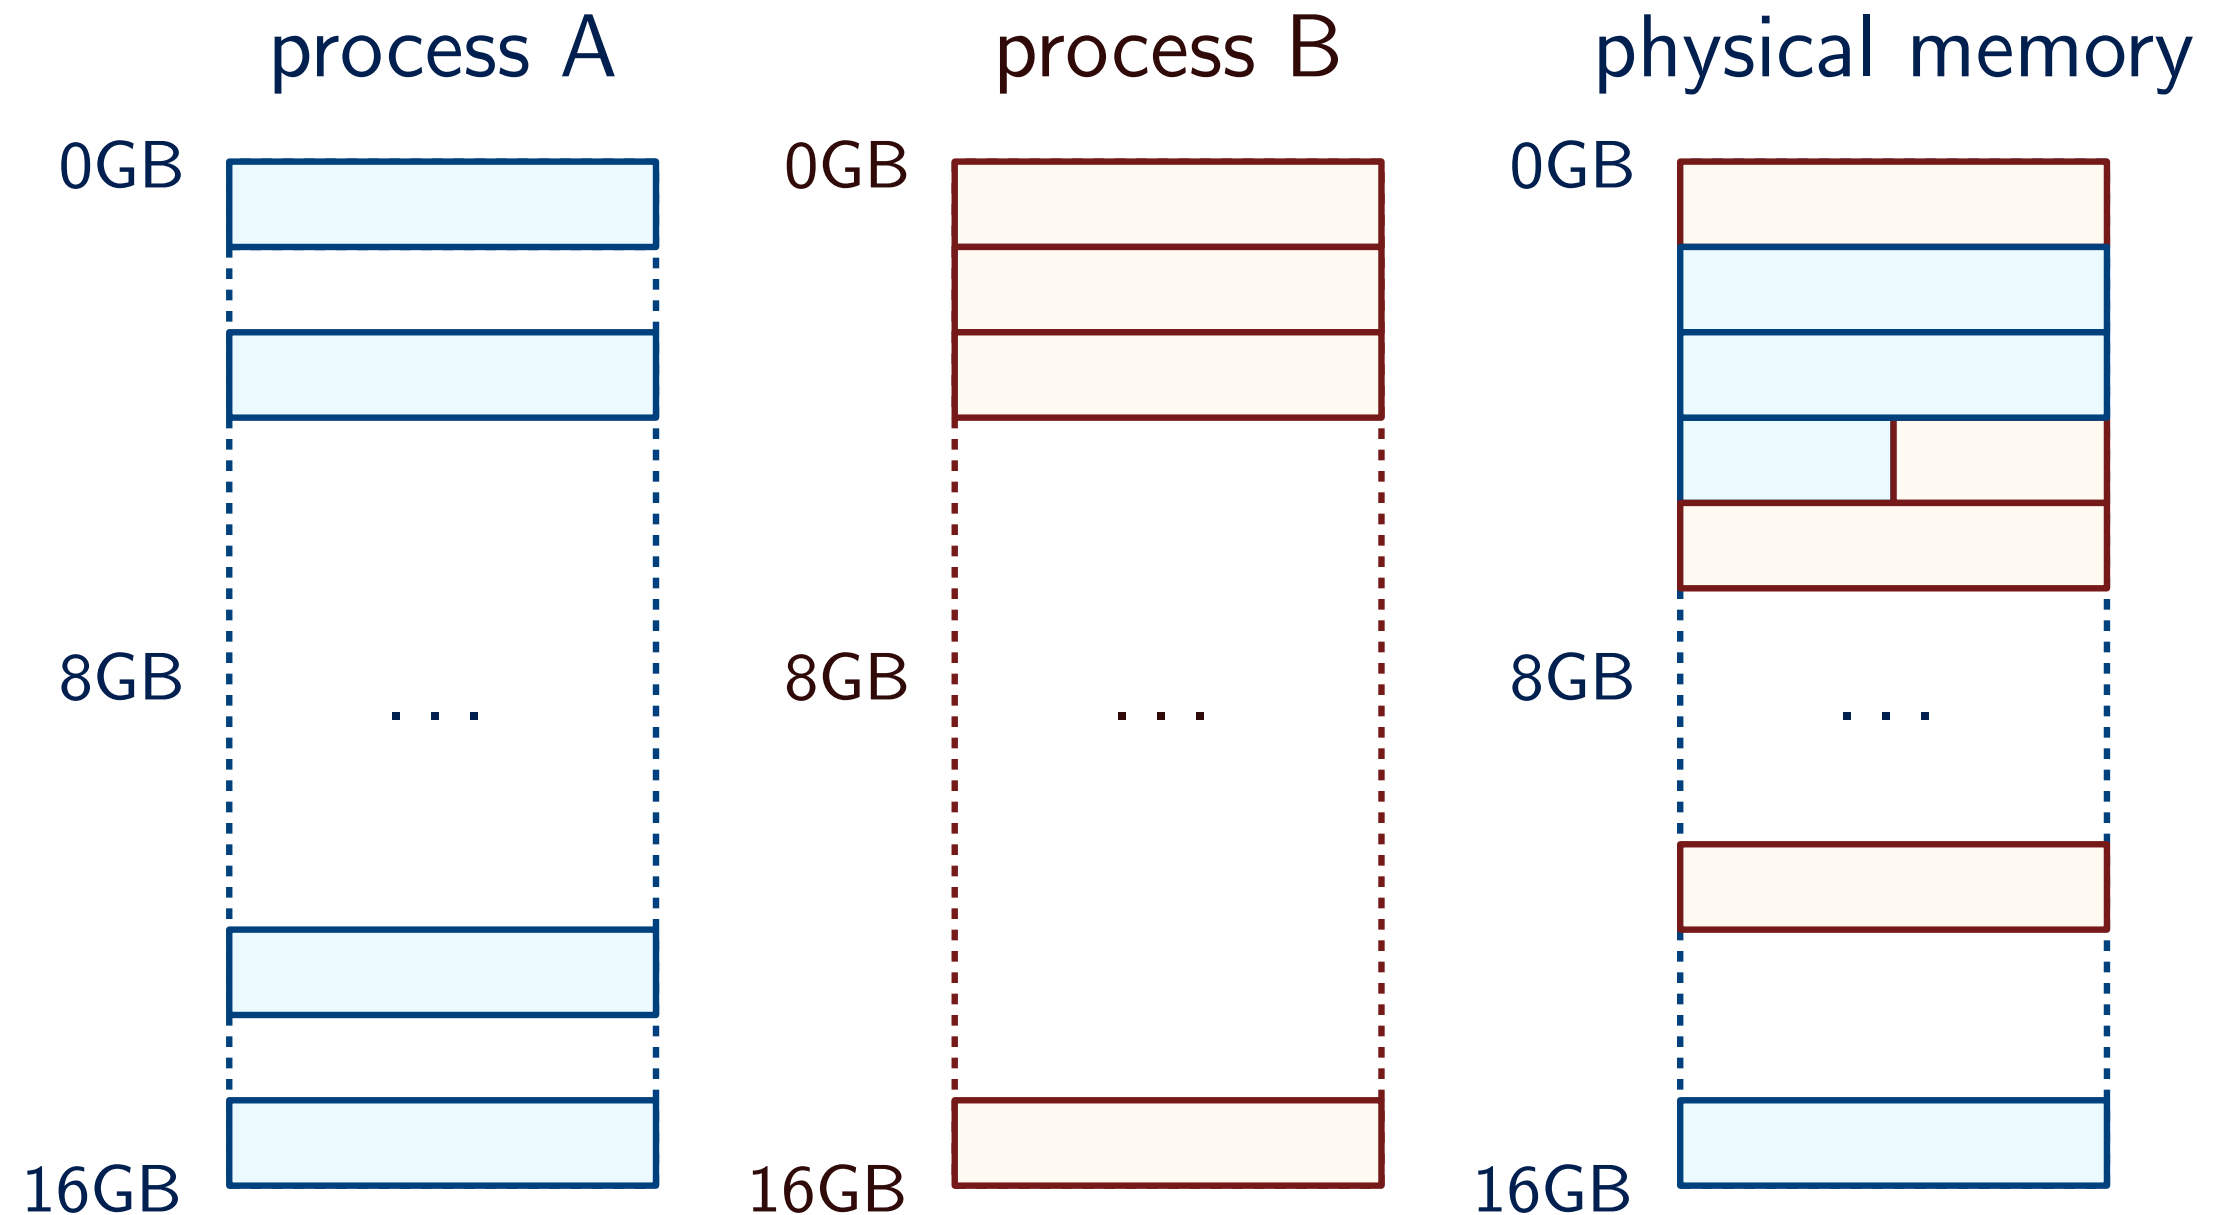 process A process B physical memory
0GB 0GB 0GB
8GB 8GB 8GB
. . . . . . . . .
16GB 16GB 16GB